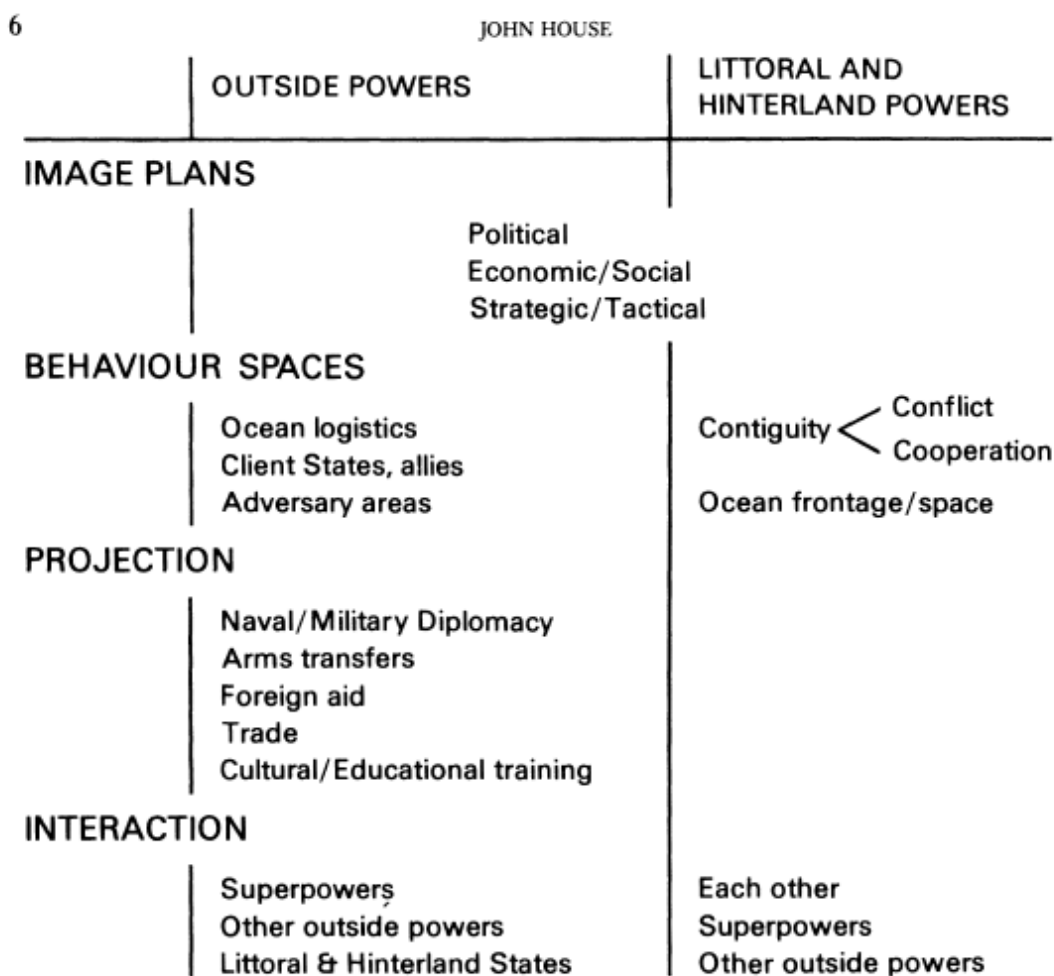 6
JOHN HOUSE
OUTSIDE POWERS
LITTORAL AND
HINTERLAND POWERS
IMAGE PLANS
Political
Economic/Social
Strategic/Tactical
BEHAVIOUR SPACES
Ocean logistics
Client States, allies
Adversary areas
Contiguity
Conflict
Cooperation
Ocean frontage/space
PROJECTION
Naval/Military Diplomacy
Arms transfers
Foreign aid
Trade
Cultural/Educational training
INTERACTION
Superpowers
Other outside powers
Littoral & Hinterland States
Each other
Superpowers
Other outside powers